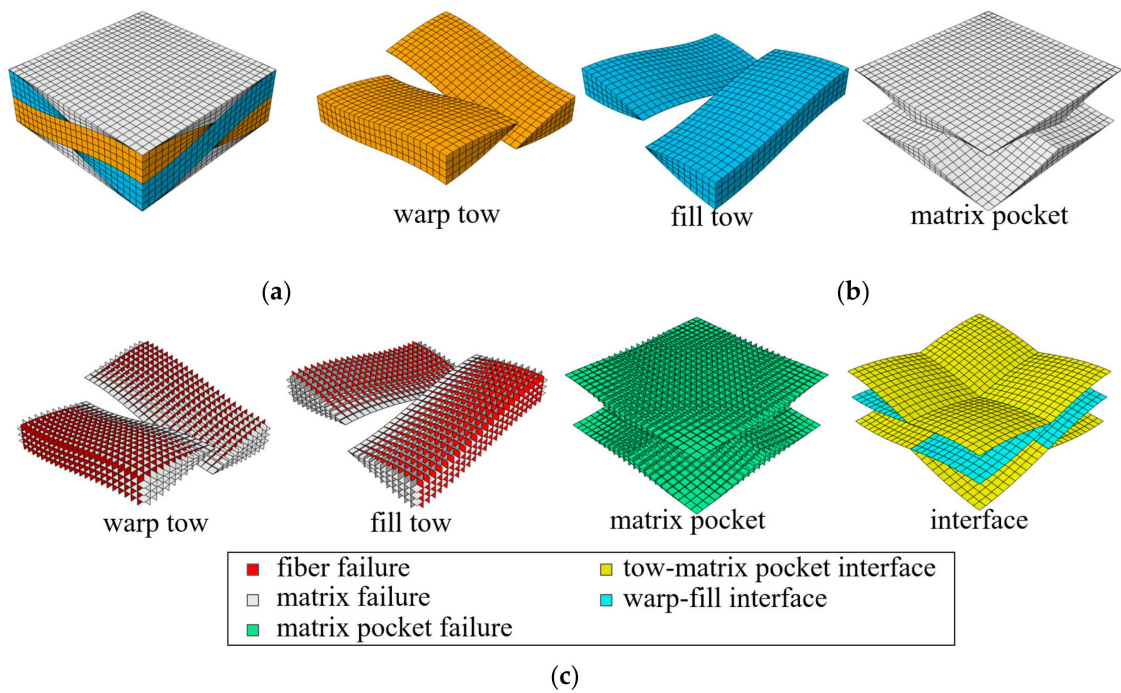 warp tow
fill tow
matrix pocket
(a)
(b)
warp tow
fill tow
matrix pocket
interface
fiber failure
matrix failure
matrix pocket failure
tow-matrix pocket interface
warp-fill interface
(c)